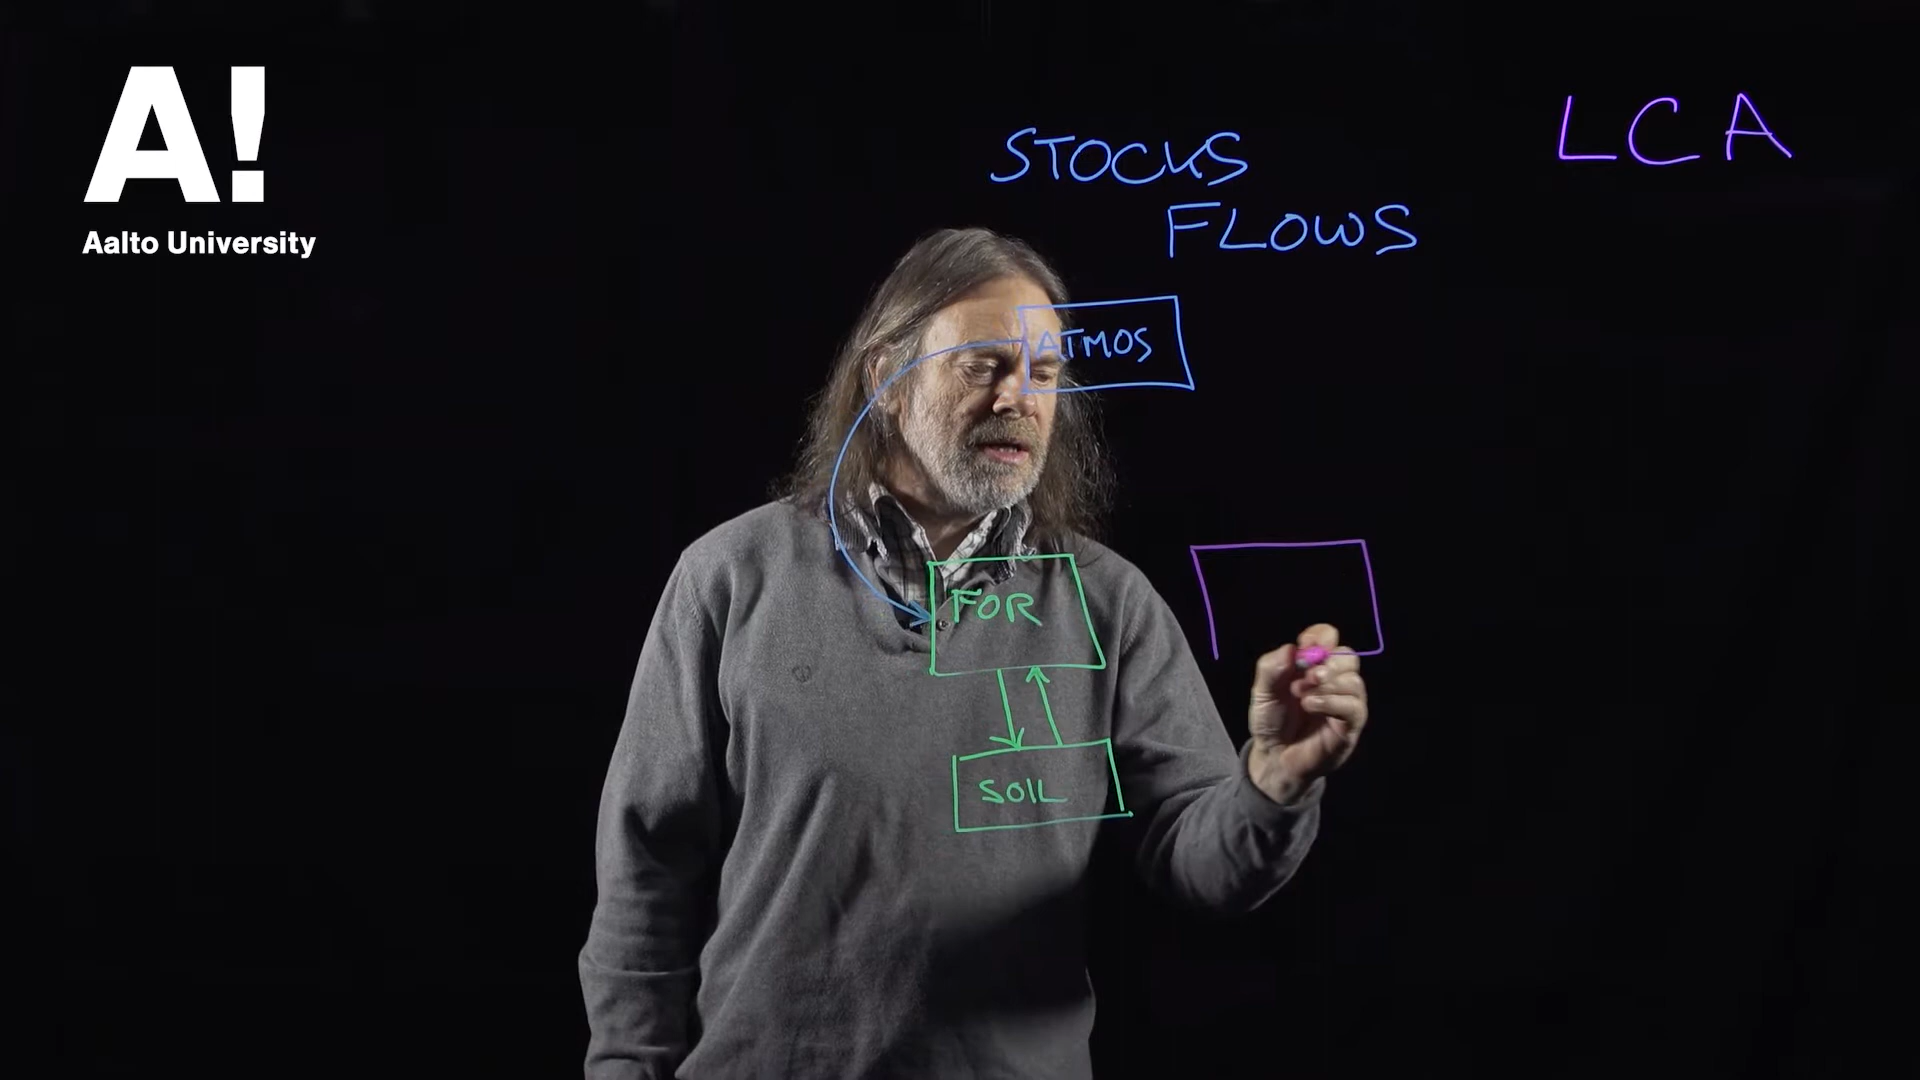 A!
Aalto University
LCA
STOCKS
FLOWS
ATMOS
FOR
SOIL